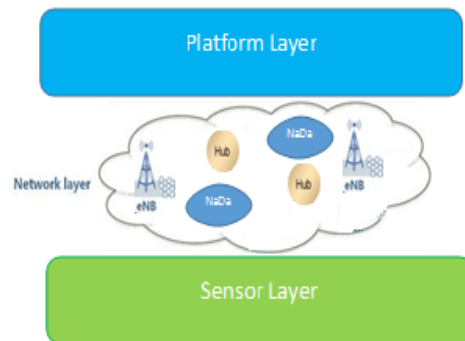 Platform Layer
NaDa
Hub
Network layer
Hub
eNB
eNB
NaDa
Sensor Layer